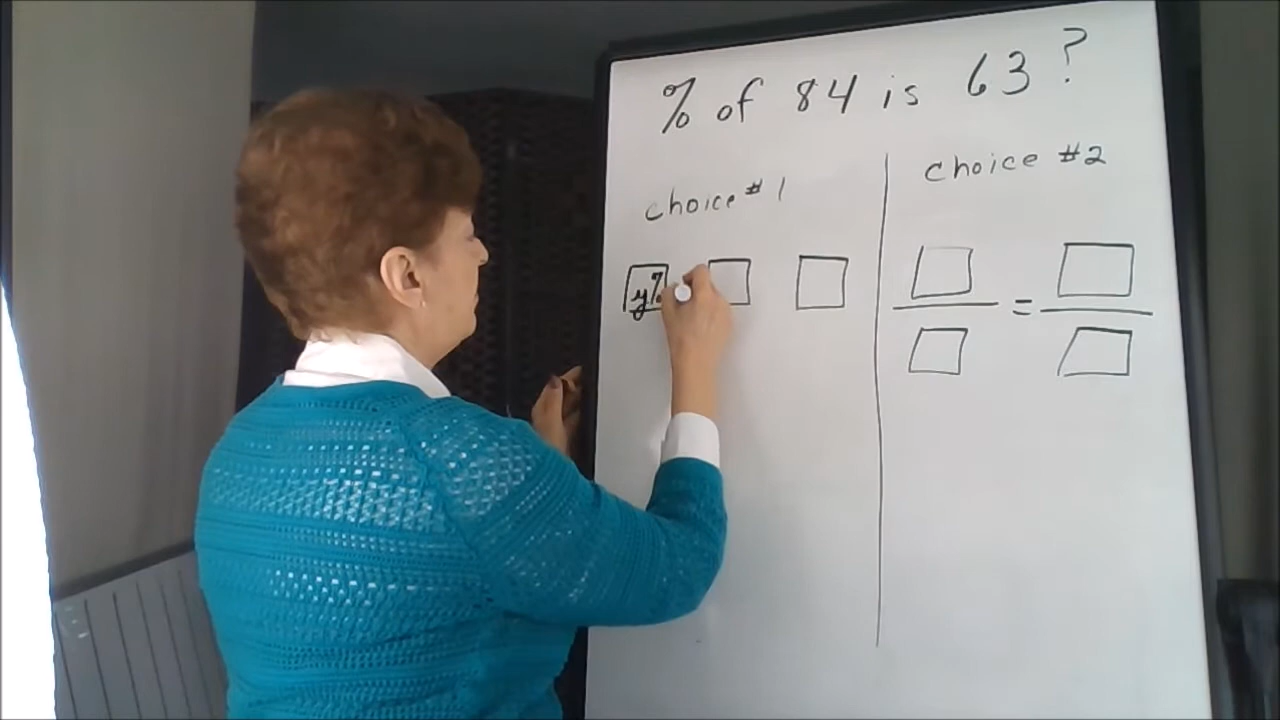 % of 84 is 63?
choice #1
choice #2
y%
=